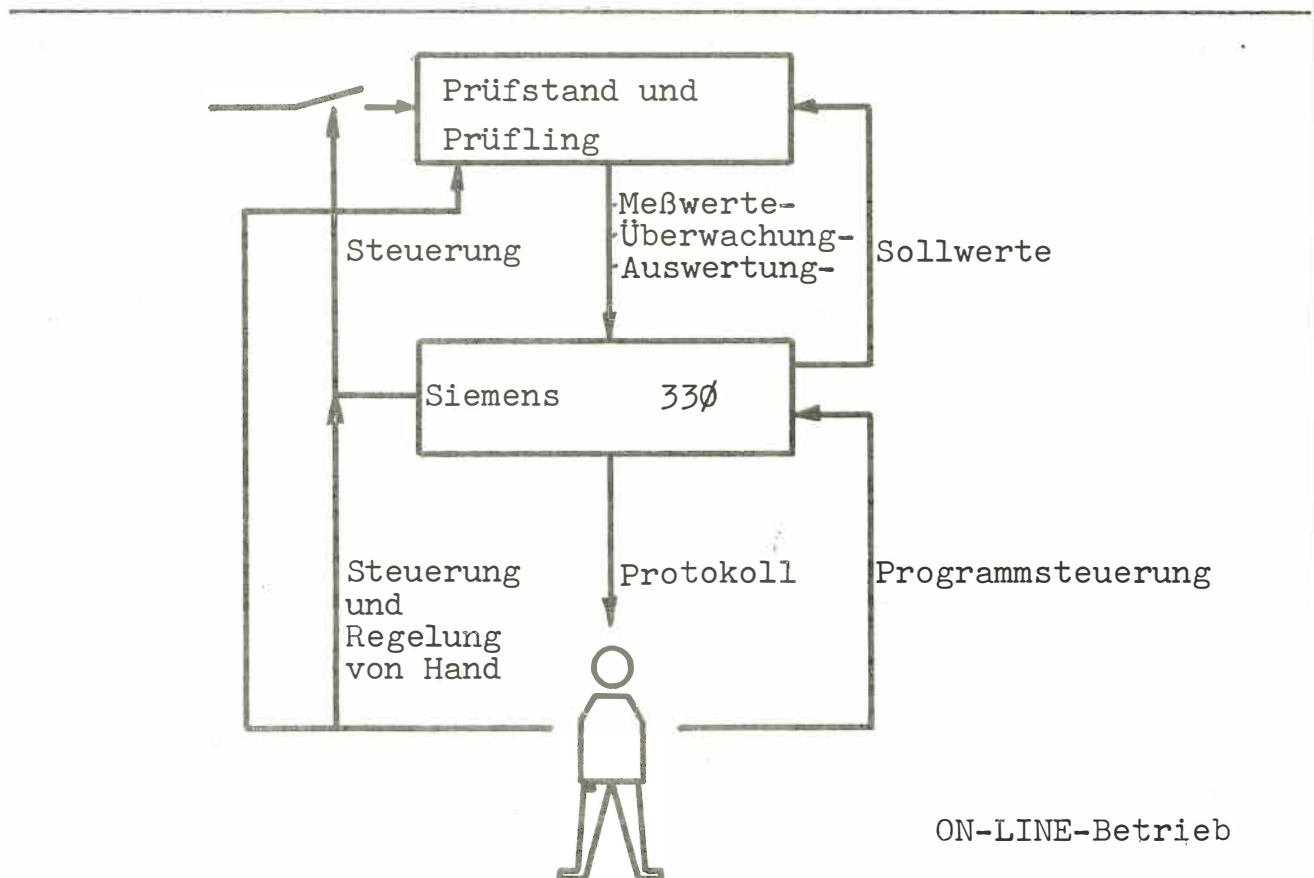 Prüfstand und
Prüfling
Meßwerte-
Überwachung-
Auswertung-
Steuerung
Sollwerte
Siemens 33Ø
Steuerung
und
Regelung
von Hand
Protokoll
Programmsteuerung
ON-LINE-Betrieb